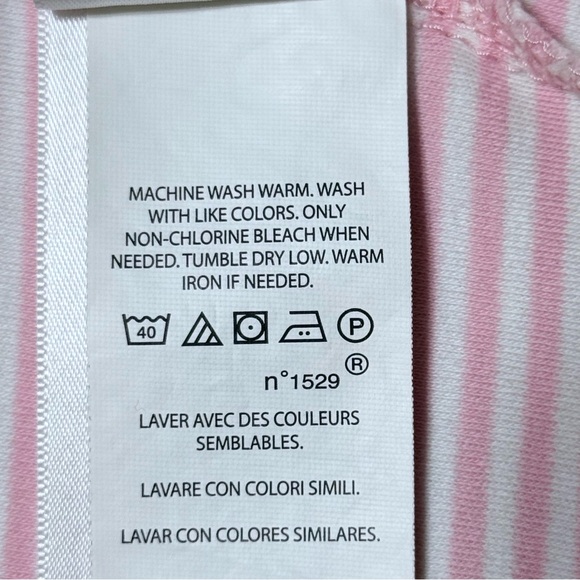 MACHINE WASH WARM. WASH
WITH LIKE COLORS. ONLY
NON-CHLORINE BLEACH WHEN
NEEDED. TUMBLE DRY LOW. WARM
IRON IF NEEDED.
40 P
n°1529 ®
LAVER AVEC DES COULEURS
SEMBLABLES.
LAVARE CON COLORI SIMILI.
LAVAR CON COLORES SIMILARES.